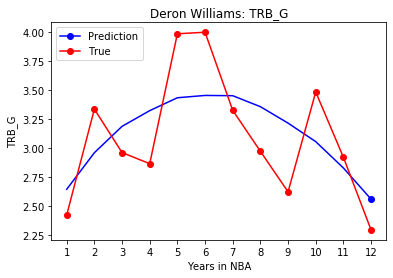 Deron Williams: TRB_G
Prediction
True
4.00
3.75
3.50
3.25
3.00
2.75
2.50
2.25
TRB_G
1 2 3 4 5 6 7 8 9 10 11 12
Years in NBA